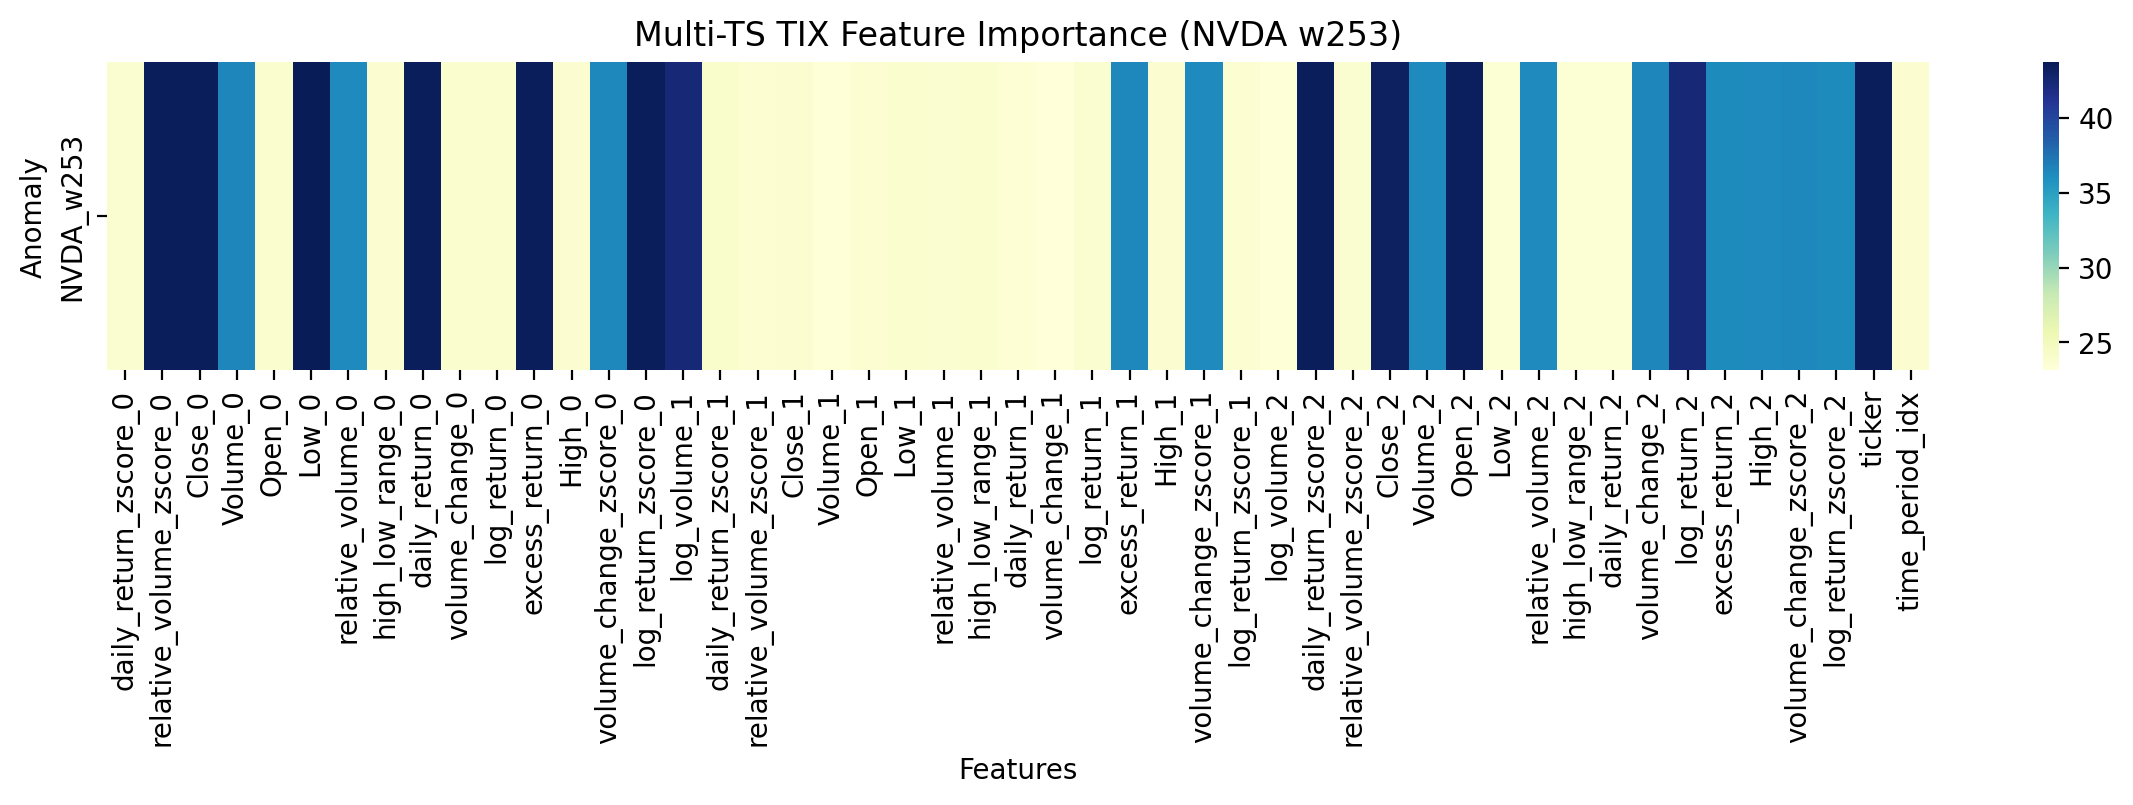 Multi-TS TIX Feature Importance (NVDA w253)
Anomaly
NVDA_w253
40
35
30
25
daily_return_zscore_0
relative_volume_zscore_0
Close_0
Volume_0
Open_0
Low_0
relative_volume_0
high_low_range_0
daily_return_0
volume_change_0
log_return_0
excess_return_0
High_0
volume_change_zscore_0
log_return_zscore_0
log_volume_1
daily_return_zscore_1
relative_volume_zscore_1
Close_1
Volume_1
Open_1
Low_1
relative_volume_1
high_low_range_1
daily_return_1
volume_change_1
log_return_1
excess_return_1
High_1
volume_change_zscore_1
log_return_zscore_1
log_volume_2
daily_return_zscore_2
relative_volume_zscore_2
Close_2
Volume_2
Open_2
Low_2
relative_volume_2
high_low_range_2
daily_return_2
volume_change_2
log_return_2
excess_return_2
High_2
volume_change_zscore_2
log_return_zscore_2
ticker
time_period_idx
Features